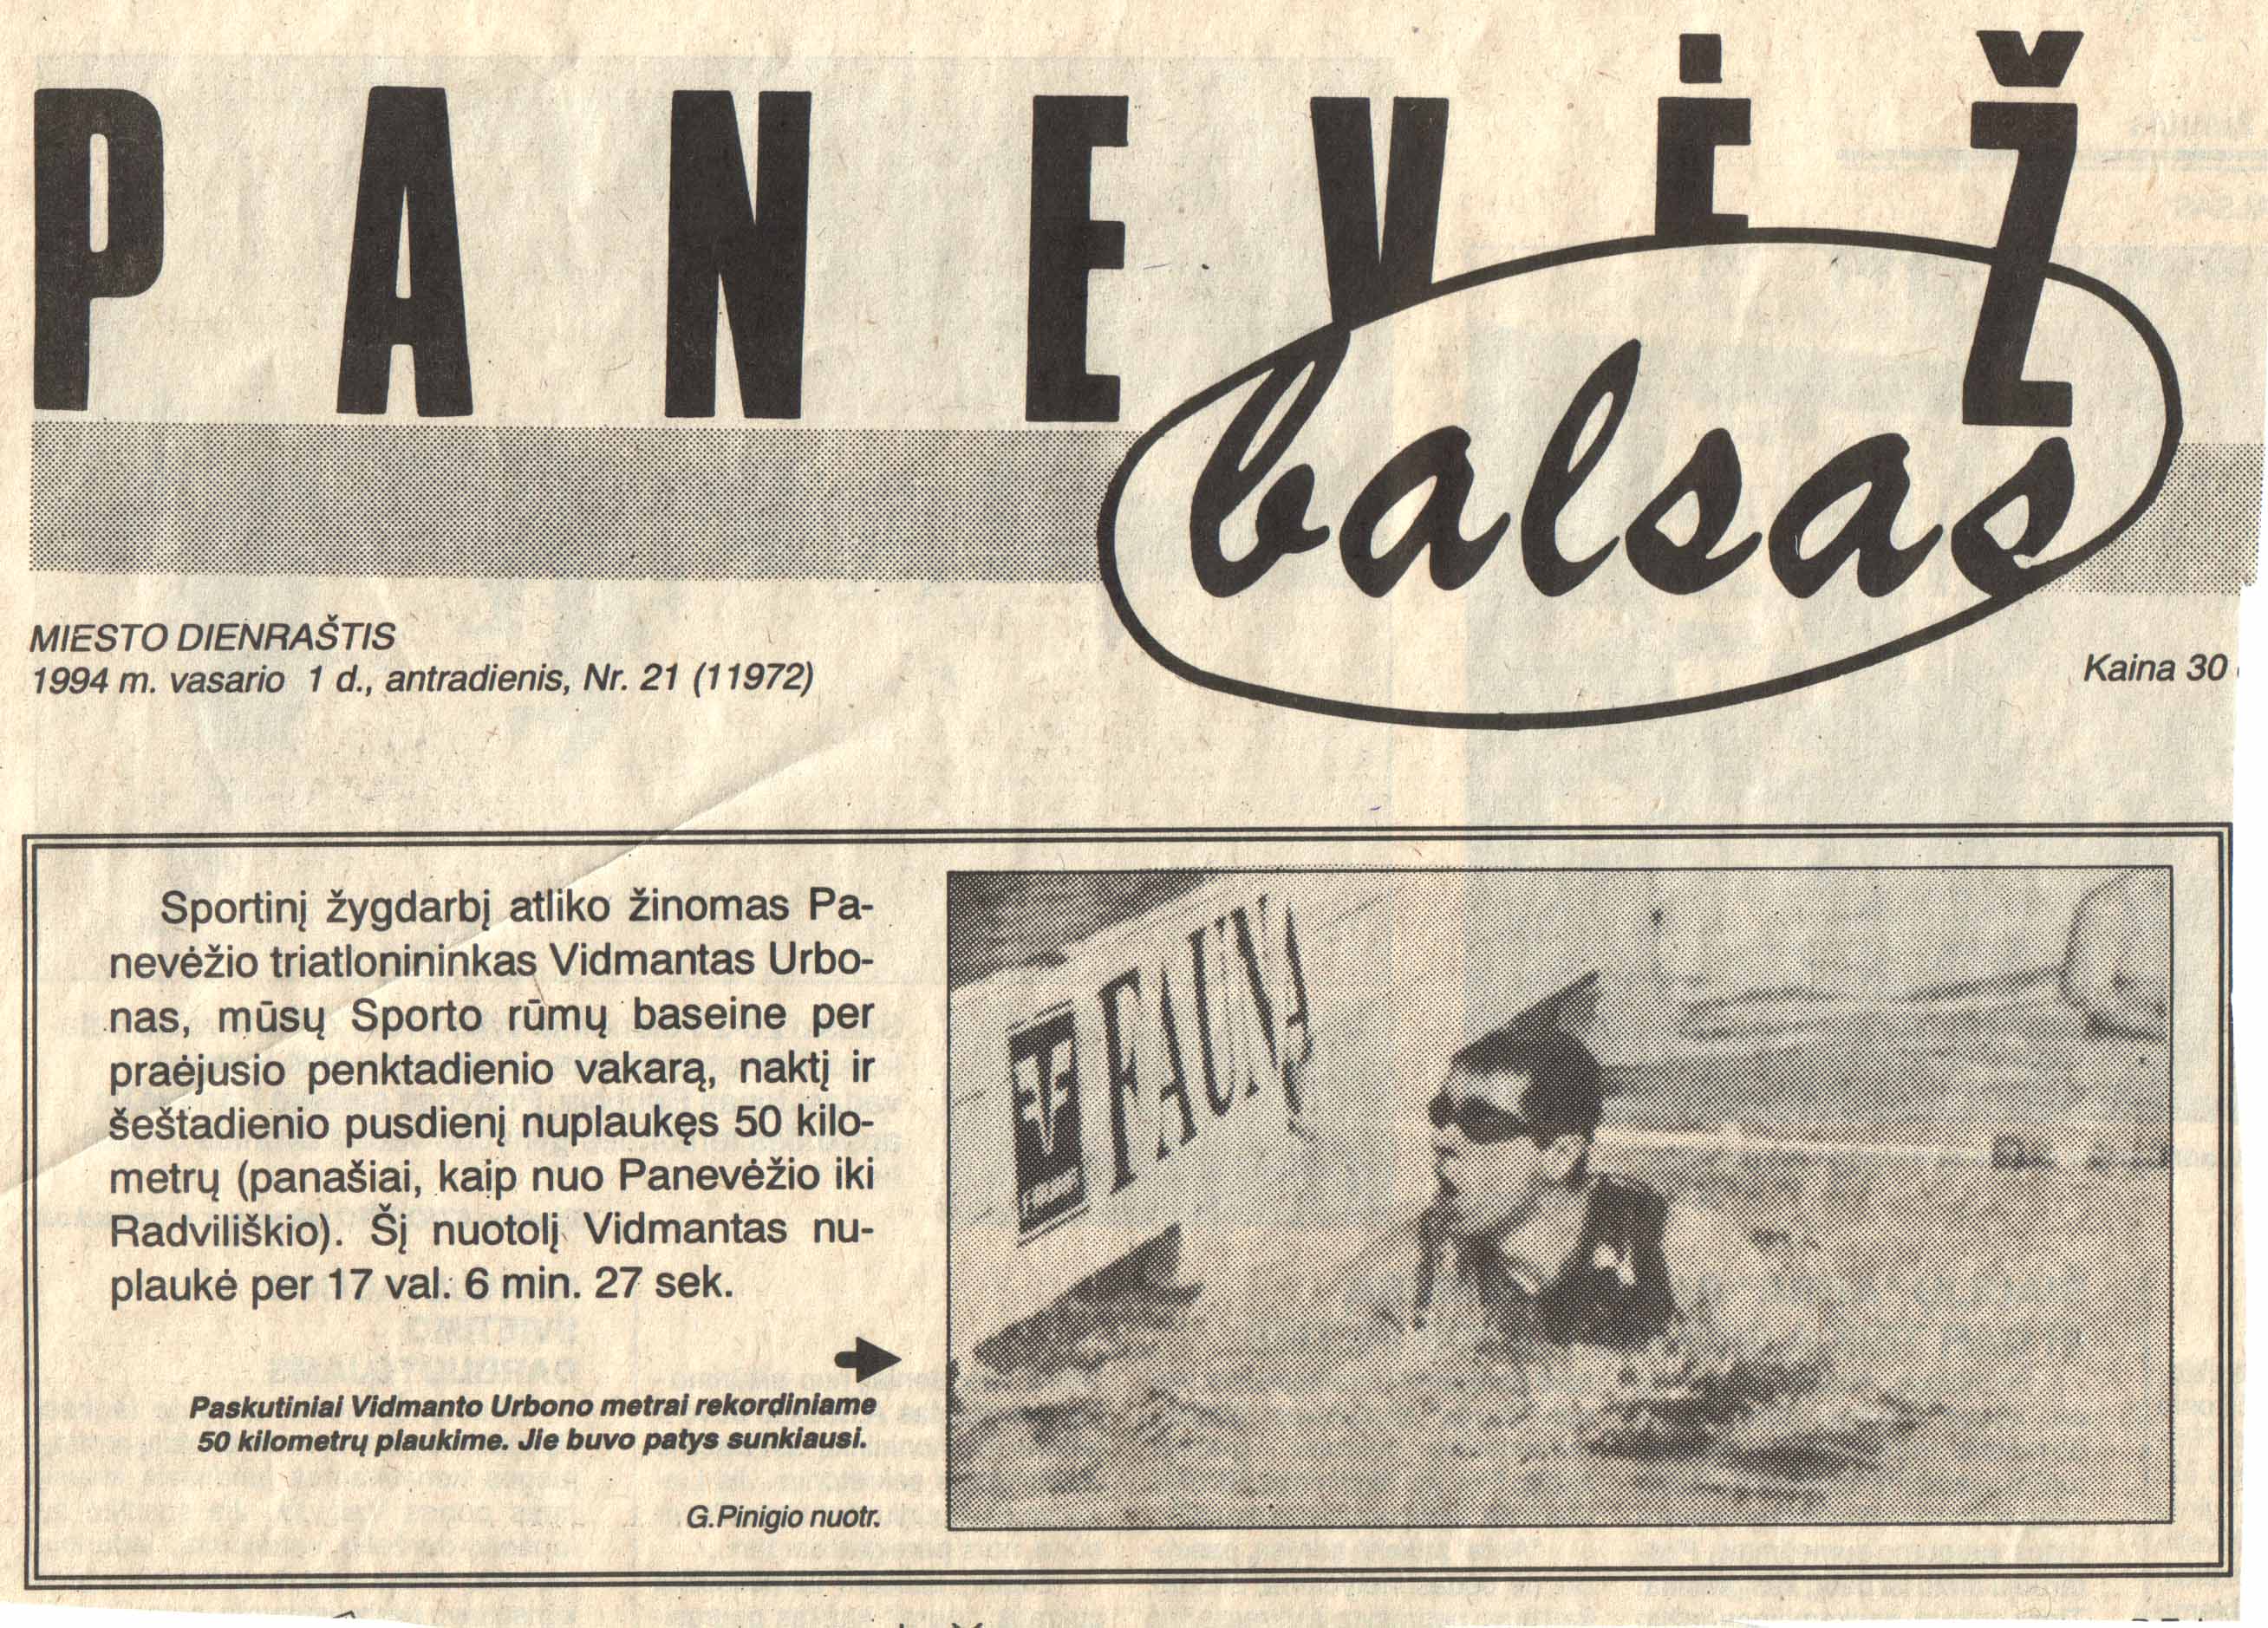 PANEVĖŽ
balsas
MIESTO DIENRAŠTIS
1994 m. vasario 1 d., antradienis, Nr. 21 (11972)
Kaina 30
Sportinį žygdarbį atliko žinomas Pa-
nevėžio triatlonininkas Vidmantas Urbo-
nas, mūsų Sporto rūmų baseine per
praėjusio penktadienio vakarą, naktį ir
šeštadienio pusdienį nuplaukęs 50 kilo-
metrų (panašiai, kaip nuo Panevėžio iki
Radviliškio). Šį nuotolį Vidmantas nu-
plaukė per 17 val. 6 min. 27 sek.
Paskutiniai Vidmanto Urbono metrai rekordiniame
50 kilometrų plaukime. Jie buvo patys sunkiausi.
G.Pinigio nuotr.
FAUNA